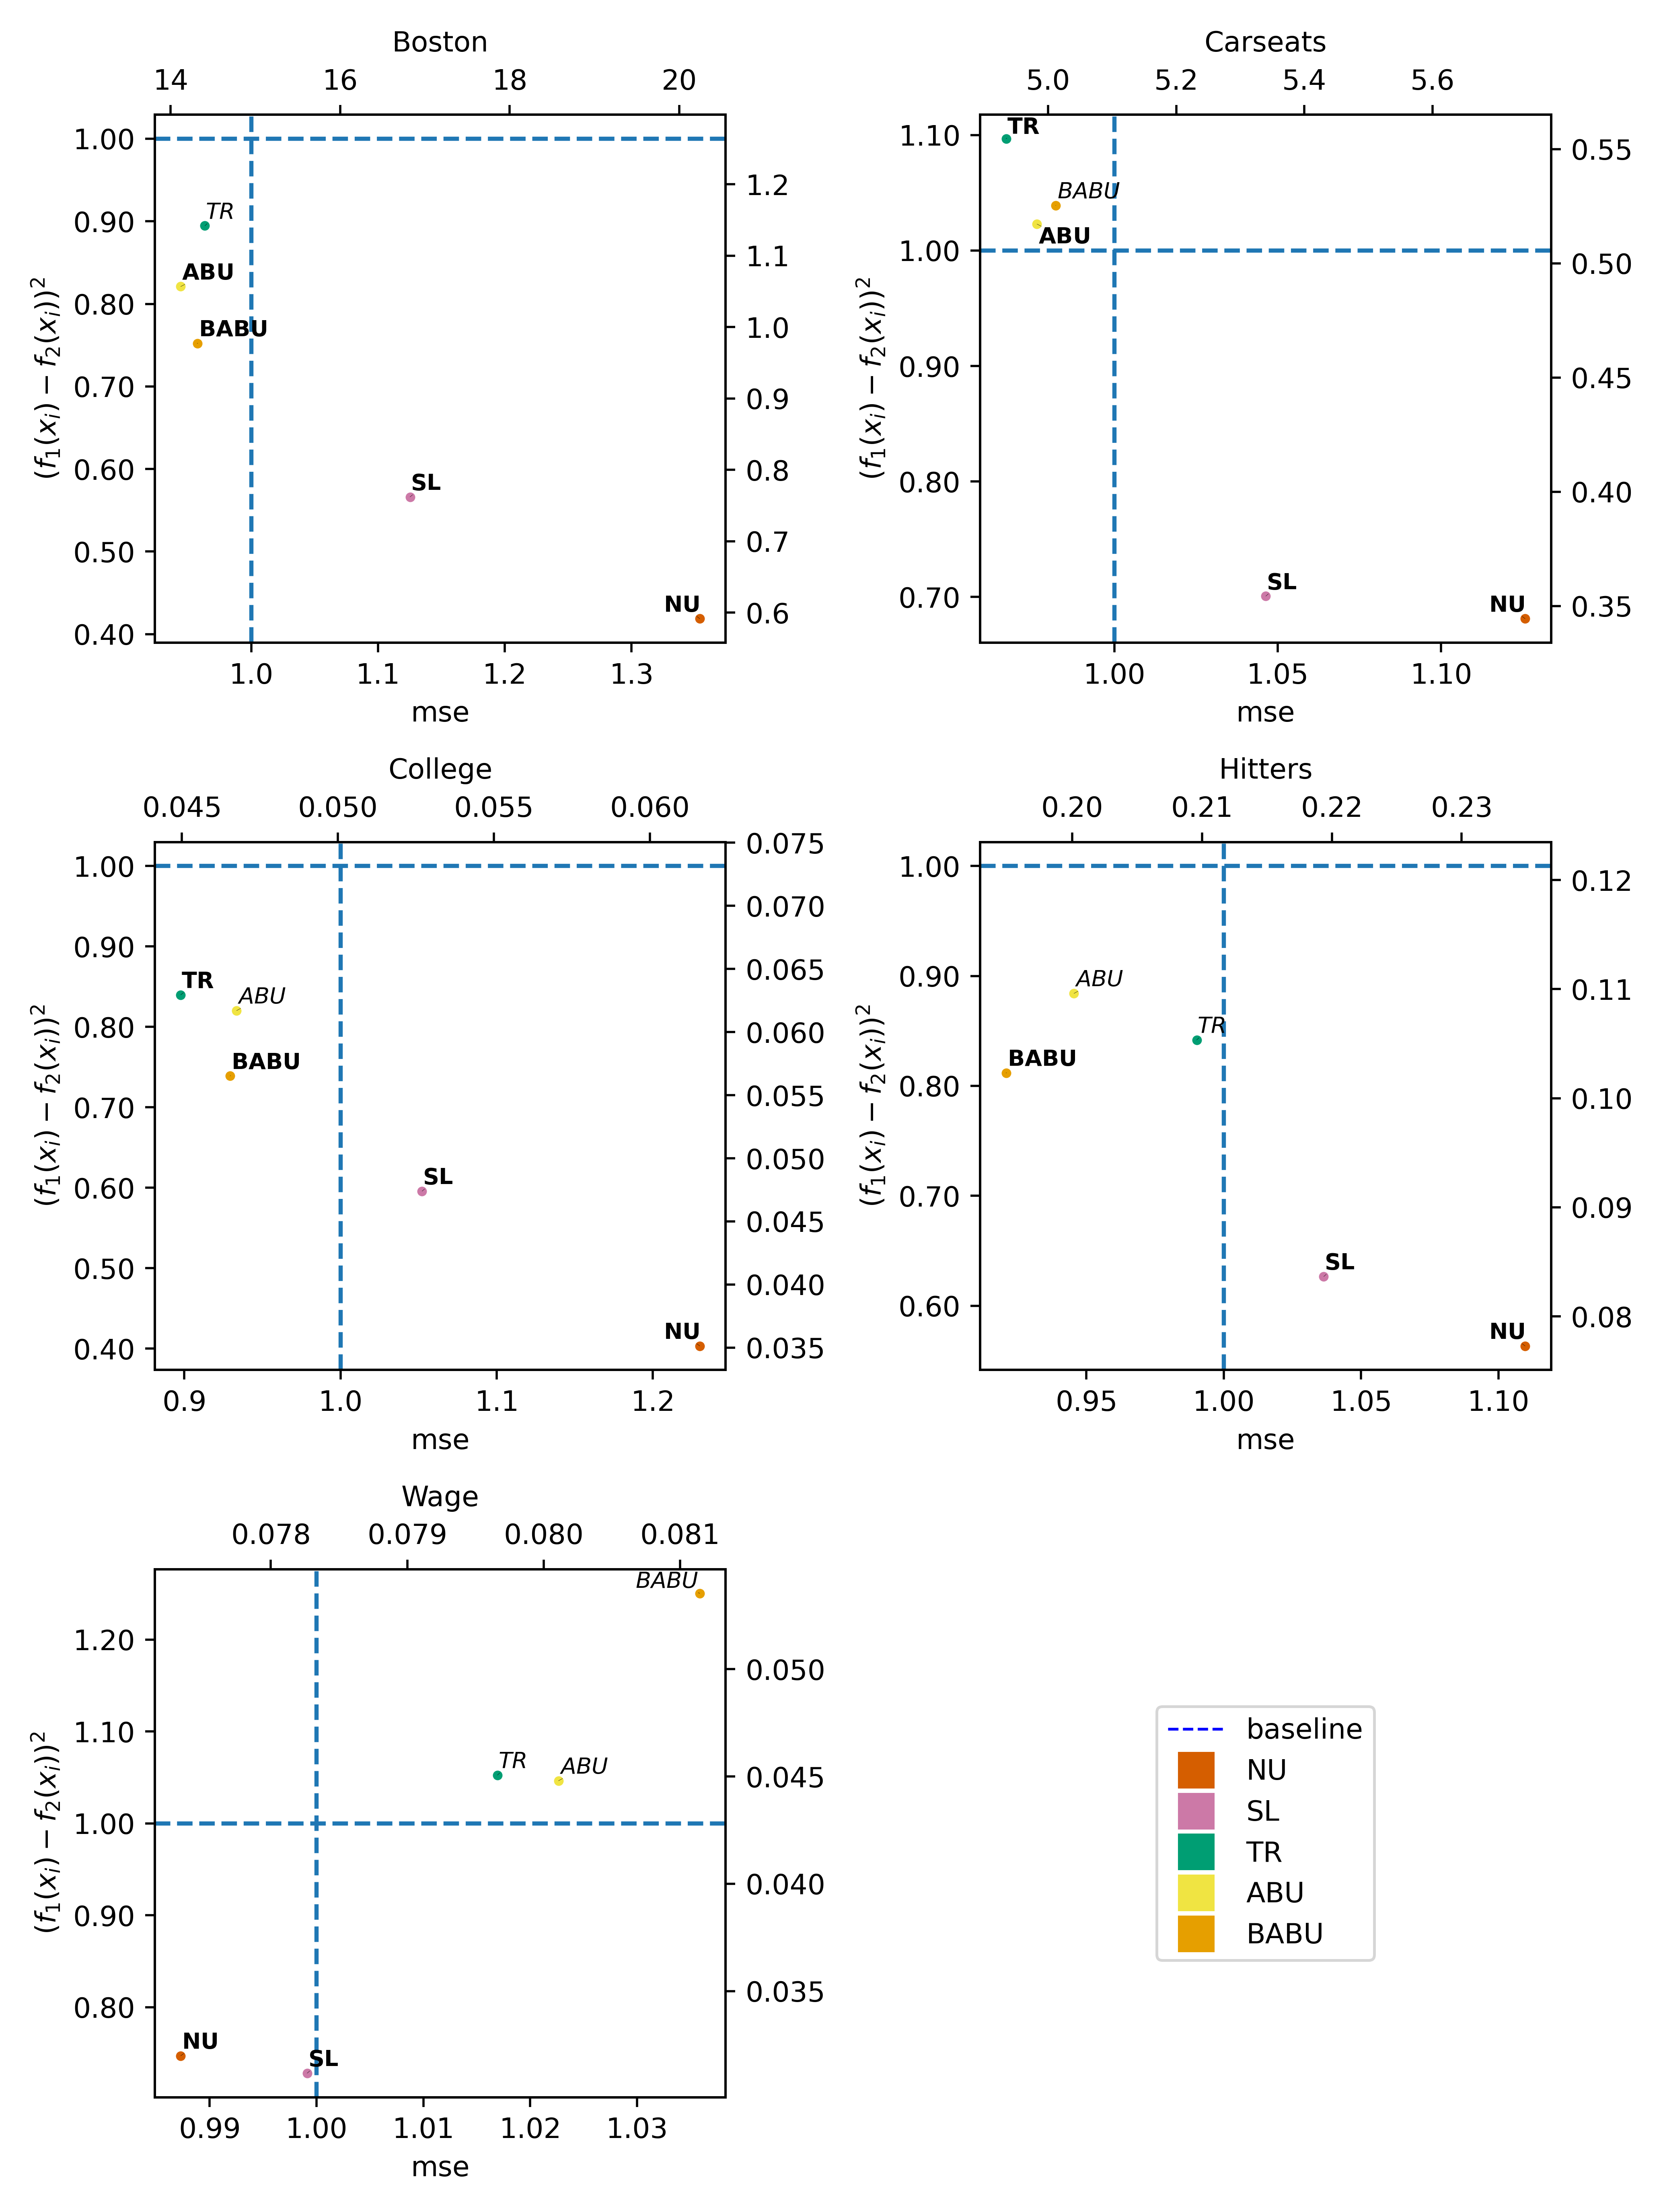 Boston
14 16 18 20
1.00
0.90
0.80
0.70
0.60
0.50
0.40
(f₁(xᵢ) − f₂(xᵢ))²
TR
ABU
BABU
SL
NU
1.2
1.1
1.0
0.9
0.8
0.7
0.6
1.0 1.1 1.2 1.3
mse
Carseats
5.0 5.2 5.4 5.6
1.10
1.00
0.90
0.80
0.70
(f₁(xᵢ) − f₂(xᵢ))²
TR
BABU
ABU
SL
NU
0.55
0.50
0.45
0.40
0.35
1.00 1.05 1.10
mse
College
0.045 0.050 0.055 0.060
1.00
0.90
0.80
0.70
0.60
0.50
0.40
(f₁(xᵢ) − f₂(xᵢ))²
TR
ABU
BABU
SL
NU
0.075
0.070
0.065
0.060
0.055
0.050
0.045
0.040
0.035
0.9 1.0 1.1 1.2
mse
Hitters
0.20 0.21 0.22 0.23
1.00
0.90
0.80
0.70
0.60
(f₁(xᵢ) − f₂(xᵢ))²
ABU
TR
BABU
SL
NU
0.12
0.11
0.10
0.09
0.08
0.95 1.00 1.05 1.10
mse
Wage
0.078 0.079 0.080 0.081
1.20
1.10
1.00
0.90
0.80
(f₁(xᵢ) − f₂(xᵢ))²
BABU
TR
ABU
NU
SL
0.050
0.045
0.040
0.035
0.99 1.00 1.01 1.02 1.03
mse
baseline
NU
SL
TR
ABU
BABU